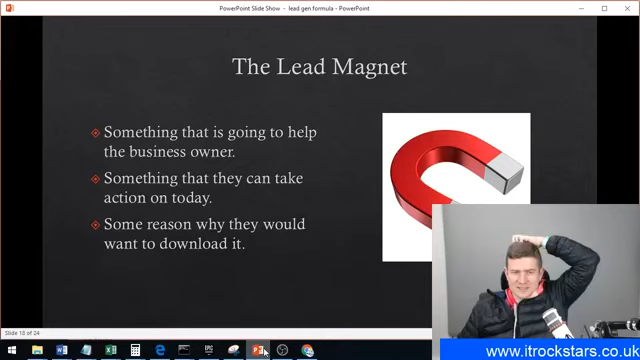 PowerPoint Slide Show - lead gen formula - PowerPoint
The Lead Magnet
Something that is going to help
the business owner.
Something that they can take
action on today.
Some reason why they would
want to download it.
Slide 18 of 24
www.itrockstars.co.uk